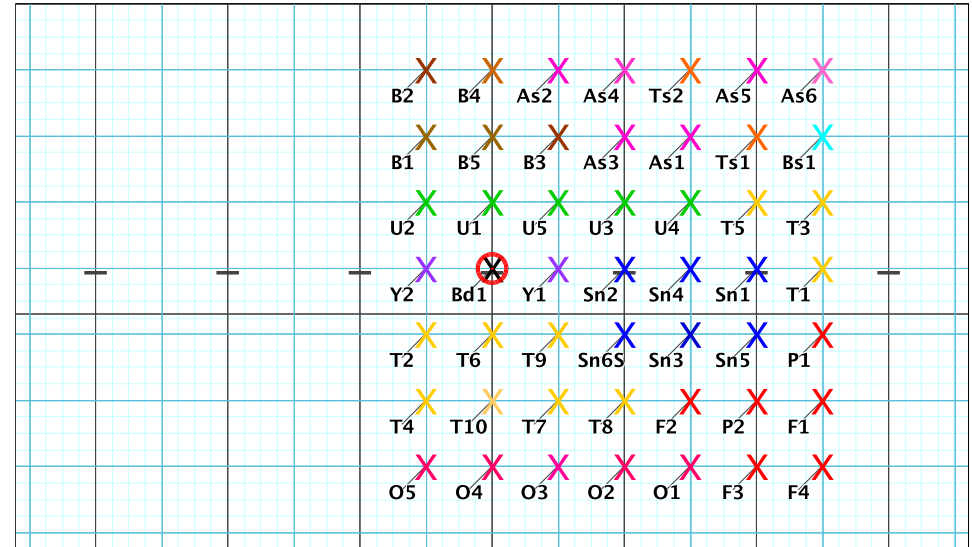 B2 B4 As2 As4 Ts2 As5 As6
B1 B5 B3 As3 As1 Ts1 Bs1
U2 U1 U5 U3 U4 T5 T3
Y2 Bd1 Y1 Sn2 Sn4 Sn1 T1
T2 T6 T9 Sn6S Sn3 Sn5 P1
T4 T10 T7 T8 F2 P2 F1
O5 O4 O3 O2 O1 F3 F4